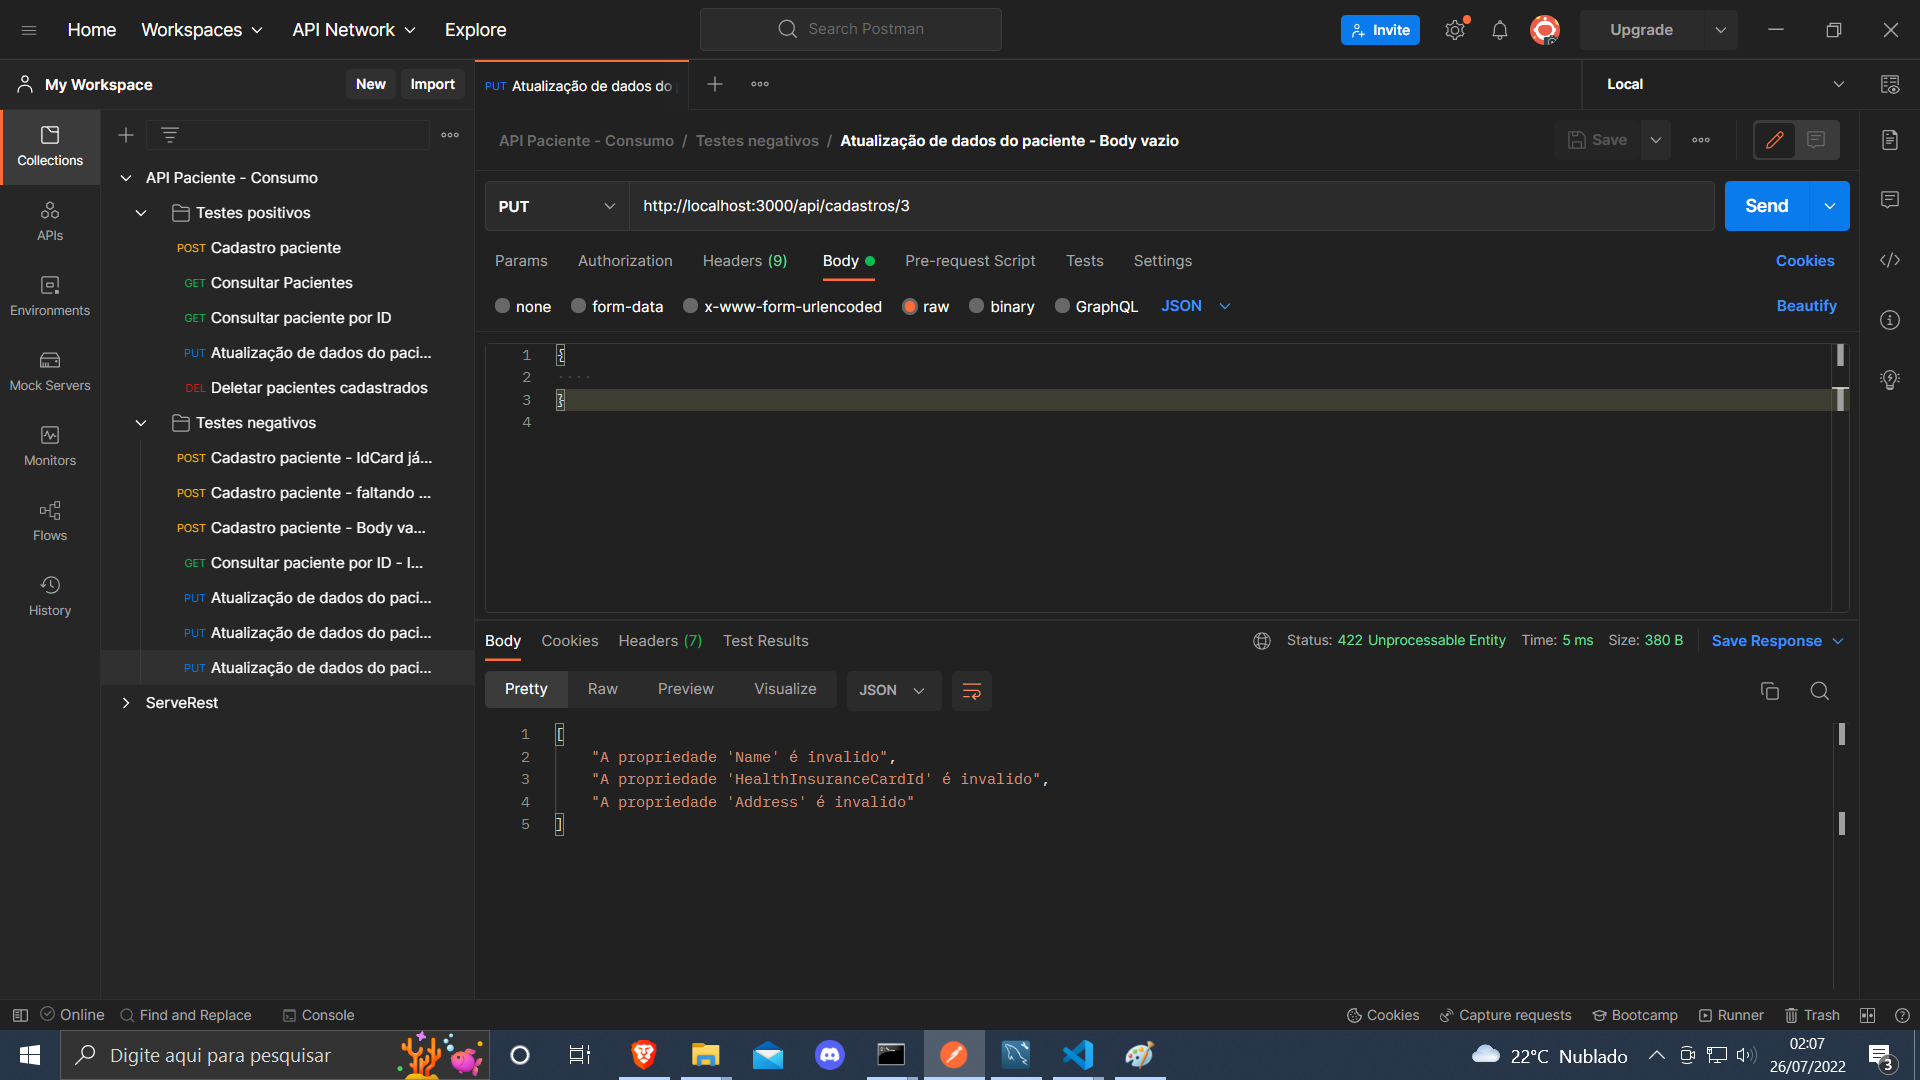 Home Workspaces API Network Explore Search Postman Invite Upgrade
My Workspace New Import PUT Atualização de dados do Local
Collections
APIs
Environments
Mock Servers
Monitors
Flows
History
API Paciente - Consumo
Testes positivos
POST Cadastro paciente
GET Consultar Pacientes
GET Consultar paciente por ID
PUT Atualização de dados do paci...
DEL Deletar pacientes cadastrados
Testes negativos
POST Cadastro paciente - IdCard já...
POST Cadastro paciente - faltando ...
POST Cadastro paciente - Body va...
GET Consultar paciente por ID - I...
PUT Atualização de dados do paci...
PUT Atualização de dados do paci...
PUT Atualização de dados do paci...
ServeRest
API Paciente - Consumo / Testes negativos / Atualização de dados do paciente - Body vazio Save
PUT http://localhost:3000/api/cadastros/3 Send
Params Authorization Headers (9) Body Pre-request Script Tests Settings Cookies
none form-data x-www-form-urlencoded raw binary GraphQL JSON Beautify
1 {
2 ····
3 }
4
Body Cookies Headers (7) Test Results Status: 422 Unprocessable Entity Time: 5 ms Size: 380 B Save Response
Pretty Raw Preview Visualize JSON
1 [
2 "A propriedade 'Name' é invalido",
3 "A propriedade 'HealthInsuranceCardId' é invalido",
4 "A propriedade 'Address' é invalido"
5 ]
Online Find and Replace Console Cookies Capture requests Bootcamp Runner Trash
Digite aqui para pesquisar 22°C Nublado 02:07
26/07/2022 3